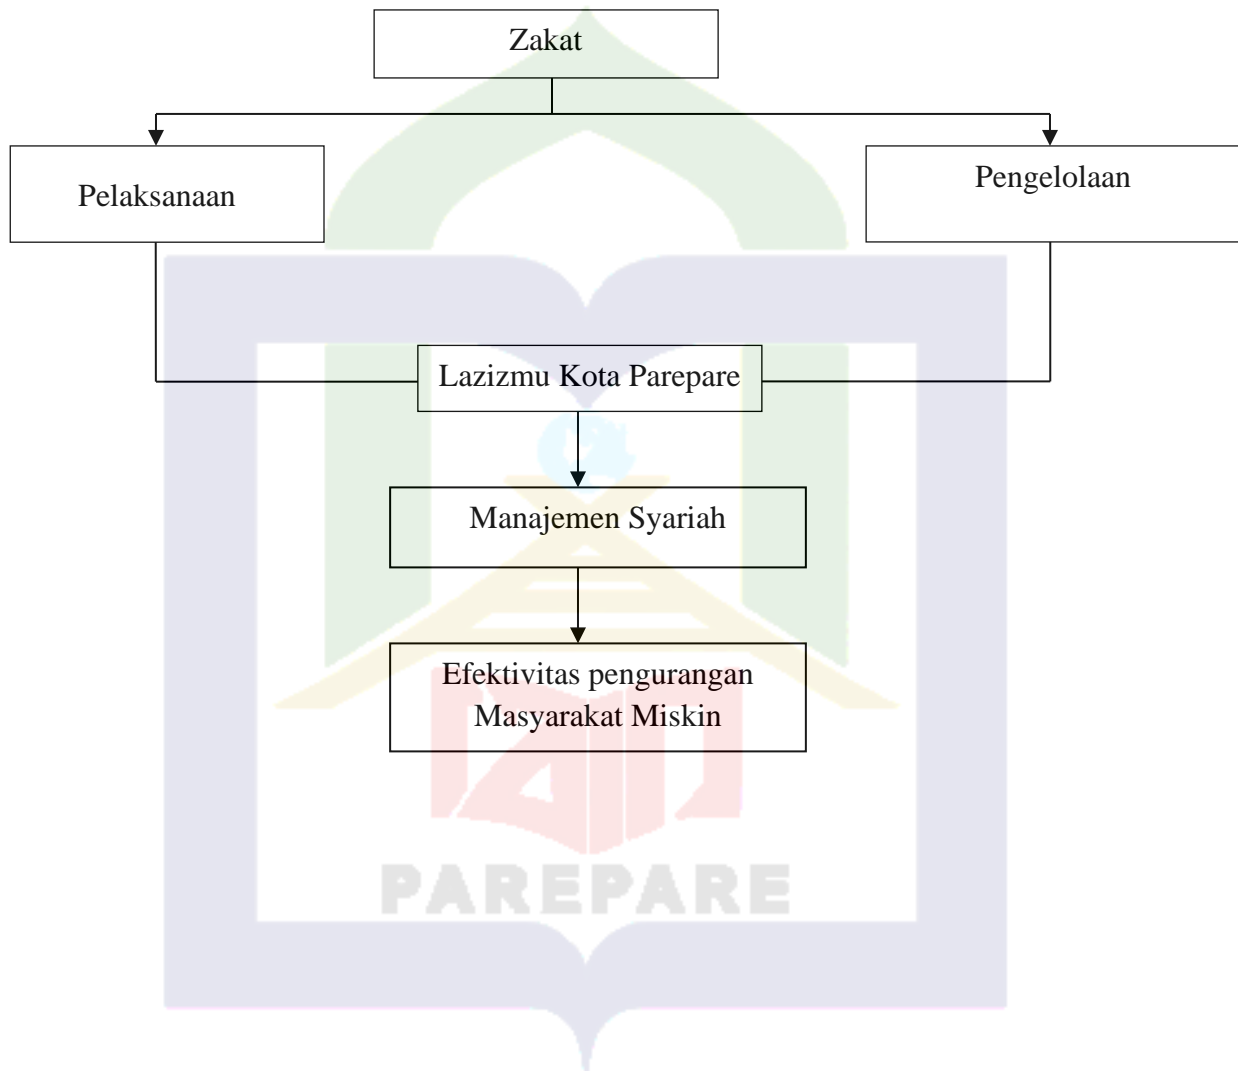 Zakat
Pelaksanaan
Pengelolaan
Lazizmu Kota Parepare
Manajemen Syariah
Efektivitas pengurangan
Masyarakat Miskin
PAREPARE